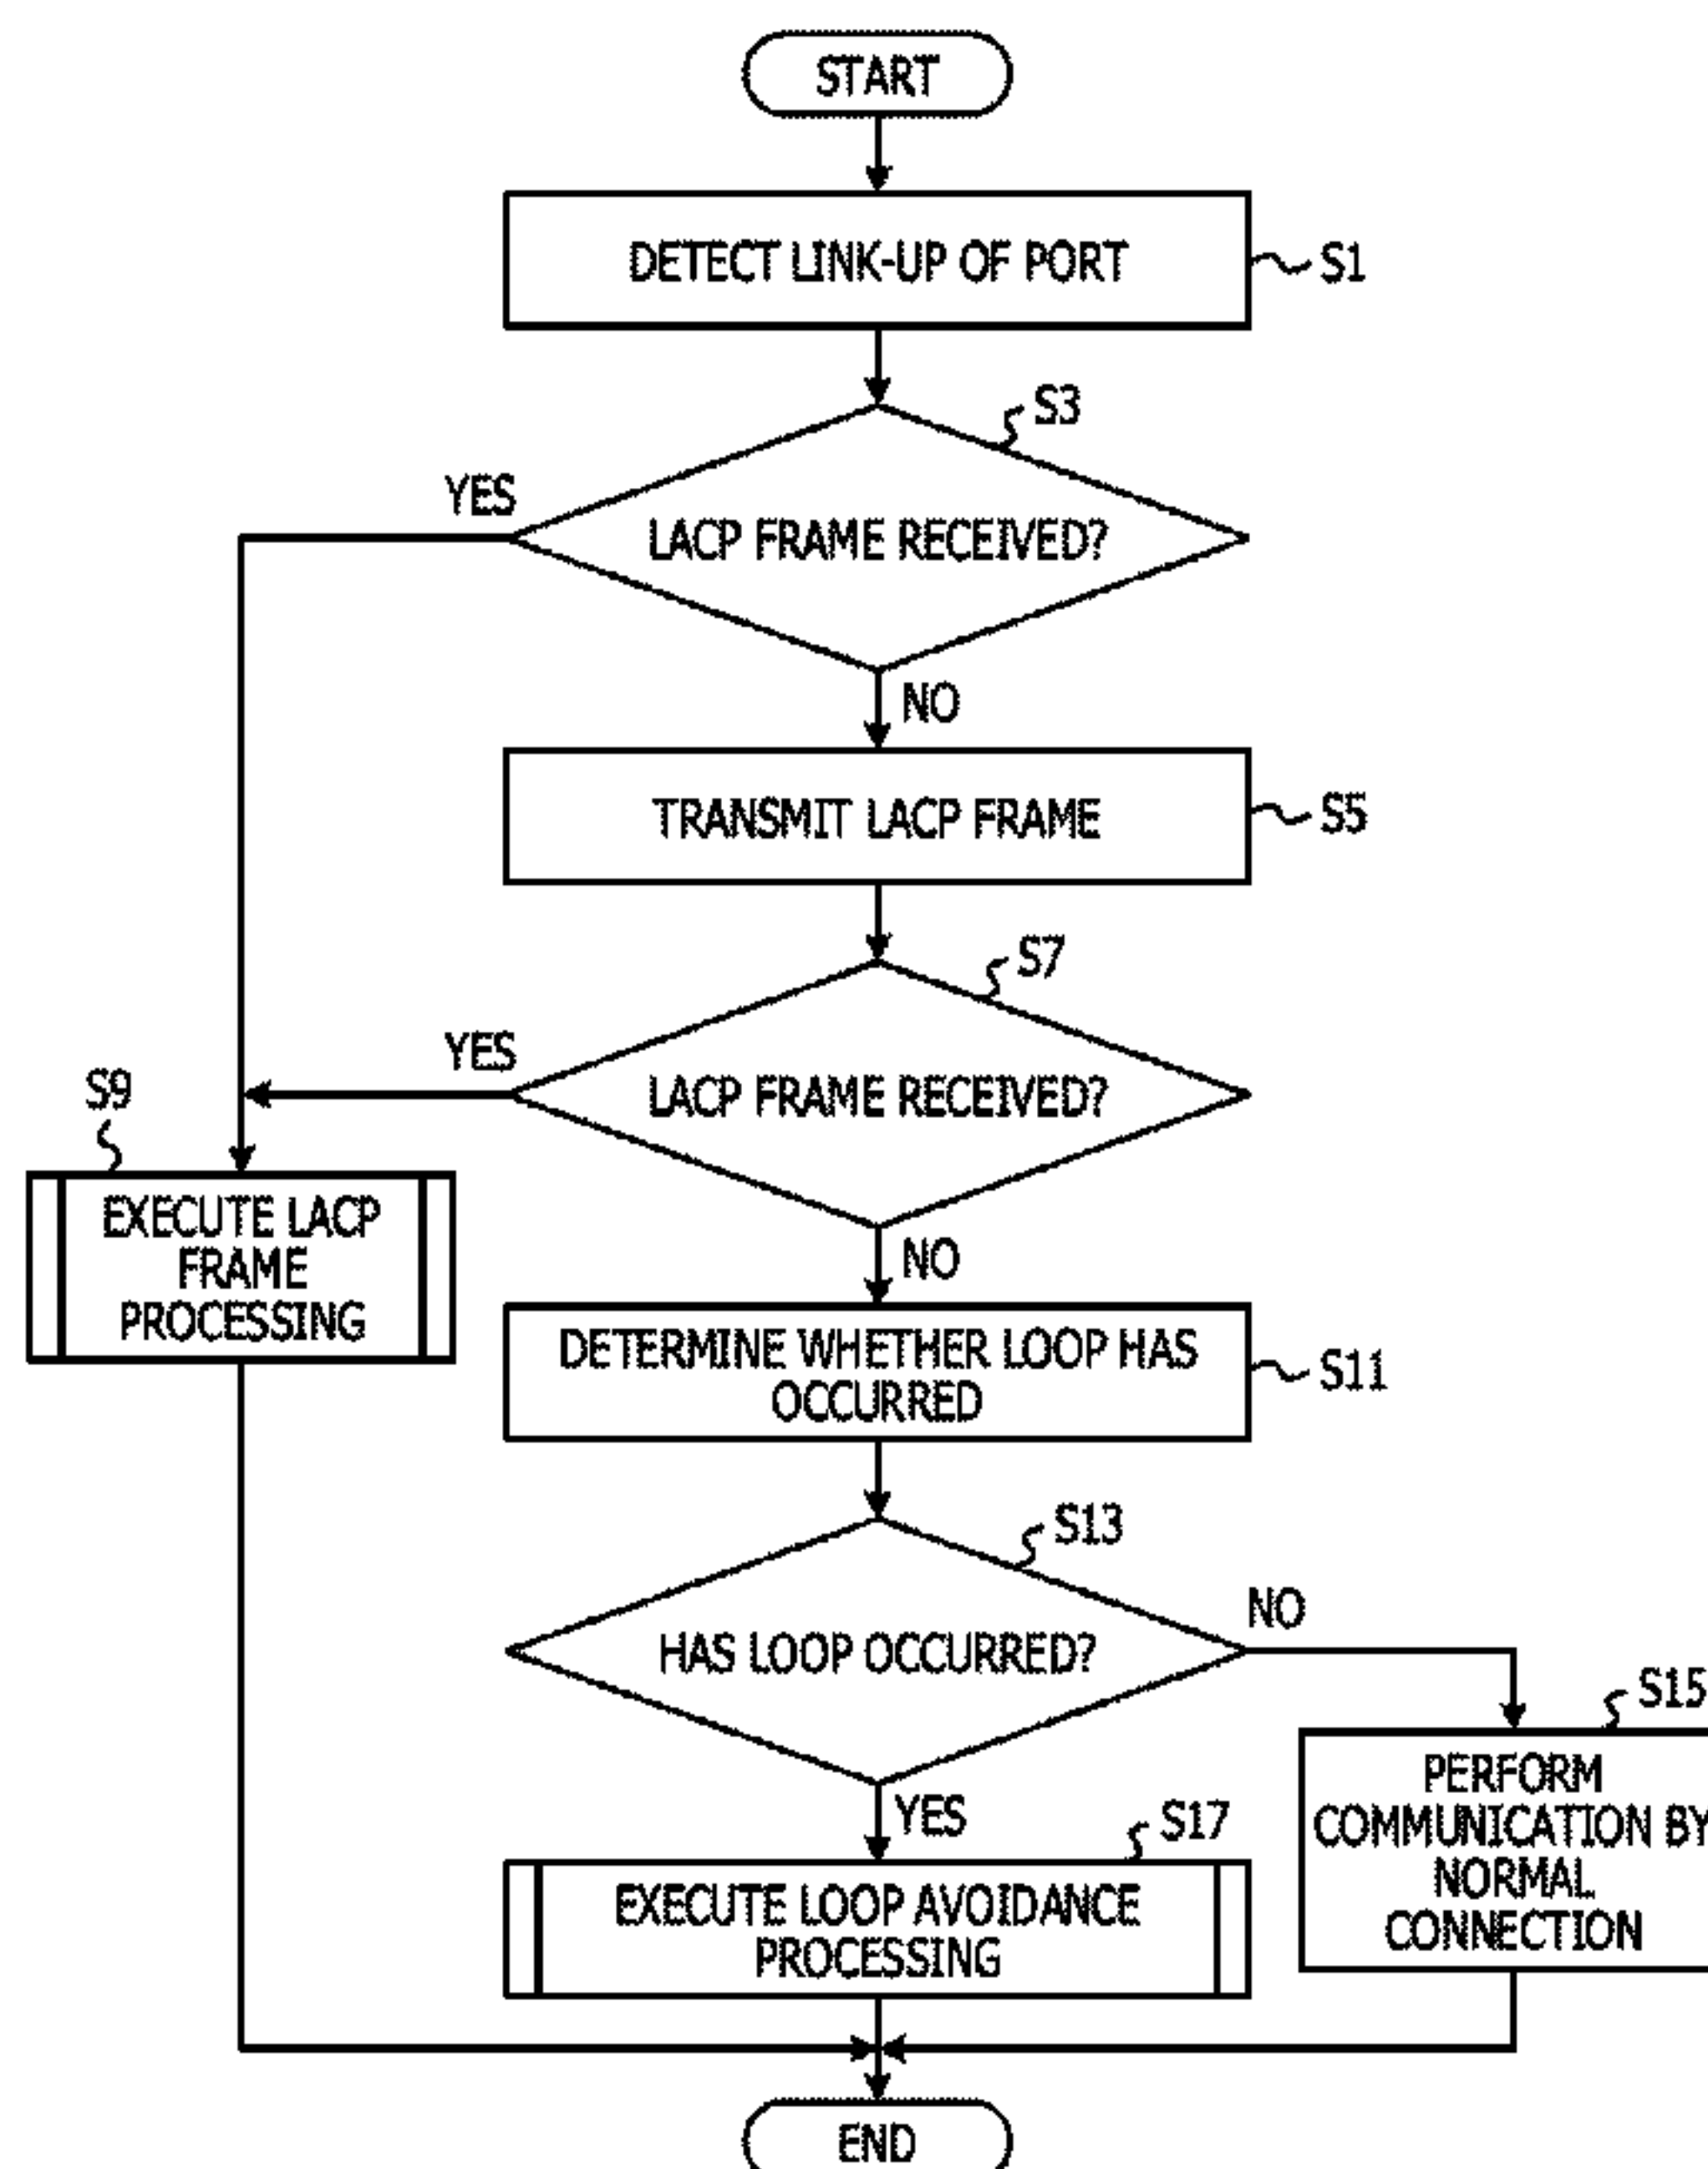 START
DETECT LINK-UP OF PORT
S1
S3
YES
LACP FRAME RECEIVED?
NO
TRANSMIT LACP FRAME
S5
S7
YES
LACP FRAME RECEIVED?
S9
NO
EXECUTE LACP
FRAME
PROCESSING
DETERMINE WHETHER LOOP HAS
OCCURRED
S11
S13
NO
HAS LOOP OCCURRED?
S15
YES
S17
PERFORM
COMMUNICATION BY
NORMAL
CONNECTION
EXECUTE LOOP AVOIDANCE
PROCESSING
END